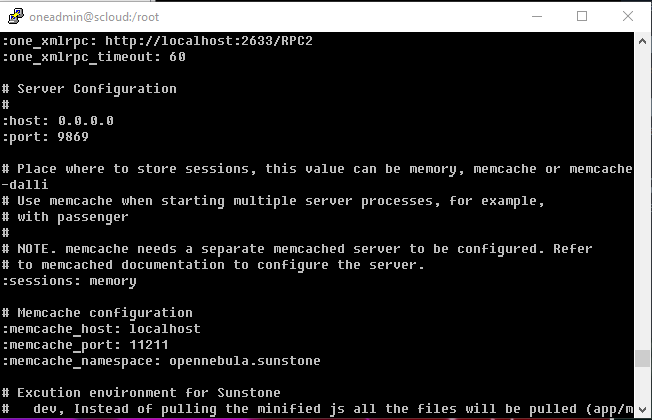 oneadmin@scloud:/root
:one_xmlrpc: http://localhost:2633/RPC2
:one_xmlrpc_timeout: 60
# Server Configuration
#
:host: 0.0.0.0
:port: 9869
# Place where to store sessions, this value can be memory, memcache or memcache
-dalli
# Use memcache when starting multiple server processes, for example,
# with passenger
#
# NOTE. memcache needs a separate memcached server to be configured. Refer
# to memcached documentation to configure the server.
:sessions: memory
# Memcache configuration
:memcache_host: localhost
:memcache_port: 11211
:memcache_namespace: opennebula.sunstone
# Excution environment for Sunstone
#   dev, Instead of pulling the minified js all the files will be pulled (app/m